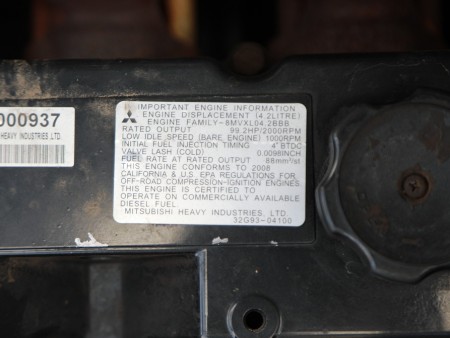 000937
HEAVY INDUSTRIES LTD.
IMPORTANT ENGINE INFORMATION
ENGINE DISPLACEMENT (4.2LITRE)
ENGINE FAMILY-8MVXL04.2BBB
RATED OUTPUT 99.2HP/2000RPM
LOW IDLE SPEED (BARE ENGINE) 1000RPM
INITIAL FUEL INJECTION TIMING 4°BTDC
VALVE LASH (COLD) 0.0098INCH
FUEL RATE AT RATED OUTPUT 88mm³/st
THIS ENGINE CONFORMS TO 2008
CALIFORNIA & U.S. EPA REGULATIONS FOR
OFF-ROAD COMPRESSION-IGNITION ENGINES.
THIS ENGINE IS CERTIFIED TO
OPERATE ON COMMERCIALLY AVAILABLE
DIESEL FUEL.
MITSUBISHI HEAVY INDUSTRIES, LTD.
32G93-04100